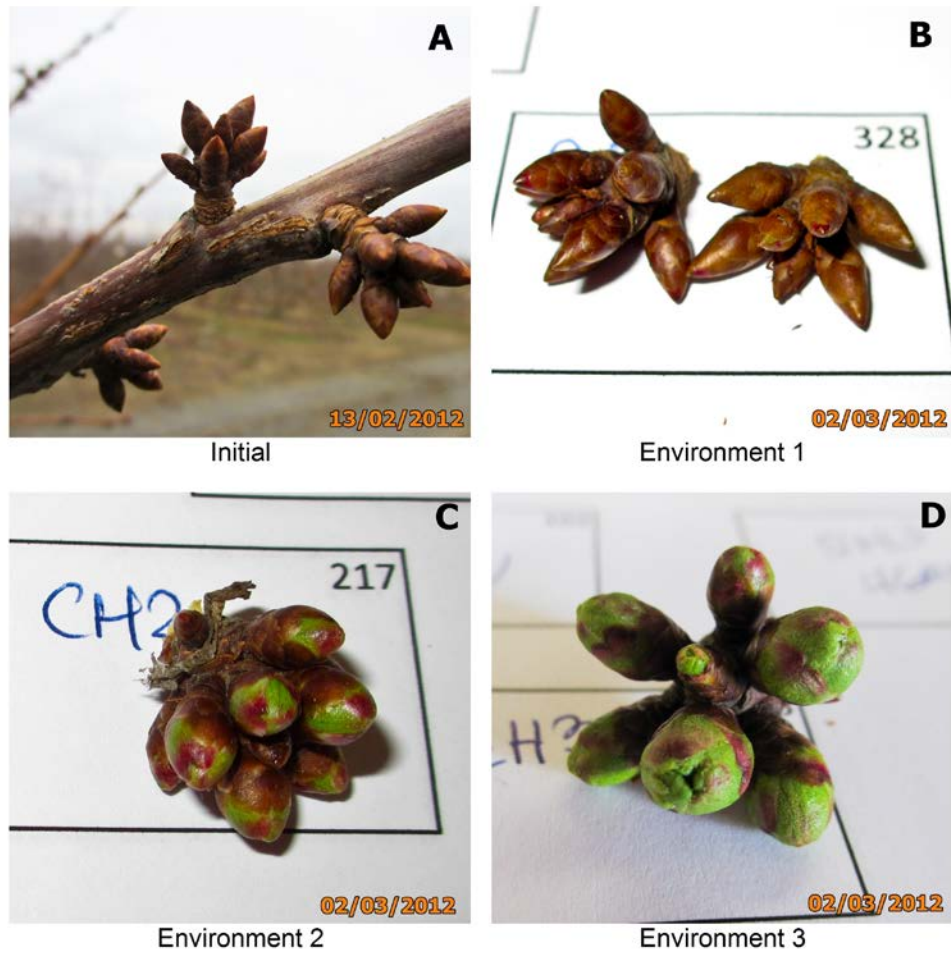 A
13/02/2012
Initial
B
328
02/03/2012
Environment 1
C
217
CH2
02/03/2012
Environment 2
D
02/03/2012
Environment 3